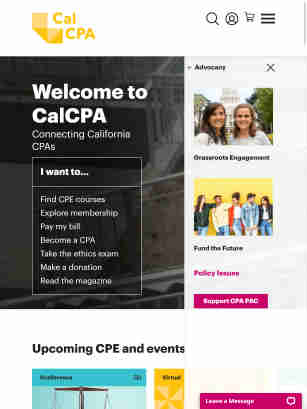 Cal
CPA
Advocacy
Welcome to
CalCPA
Connecting California
CPAs
I want to...
Find CPE courses
Explore membership
Pay my bill
Become a CPA
Take the ethics exam
Make a donation
Read the magazine
Grassroots Engagement
Fund the Future
Policy Issues
Support CPA PAC
Upcoming CPE and events
Conference
Virtual
Leave a Message